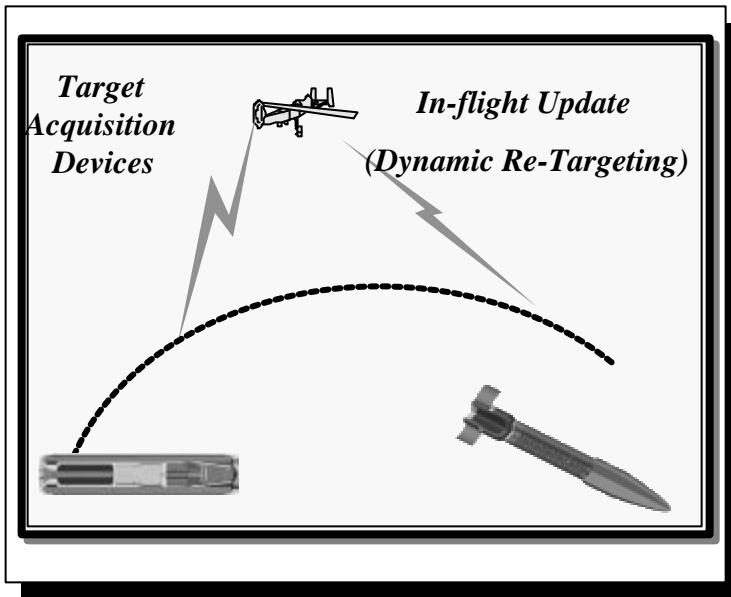 Target
Acquisition
Devices
In-flight Update
(Dynamic Re-Targeting)